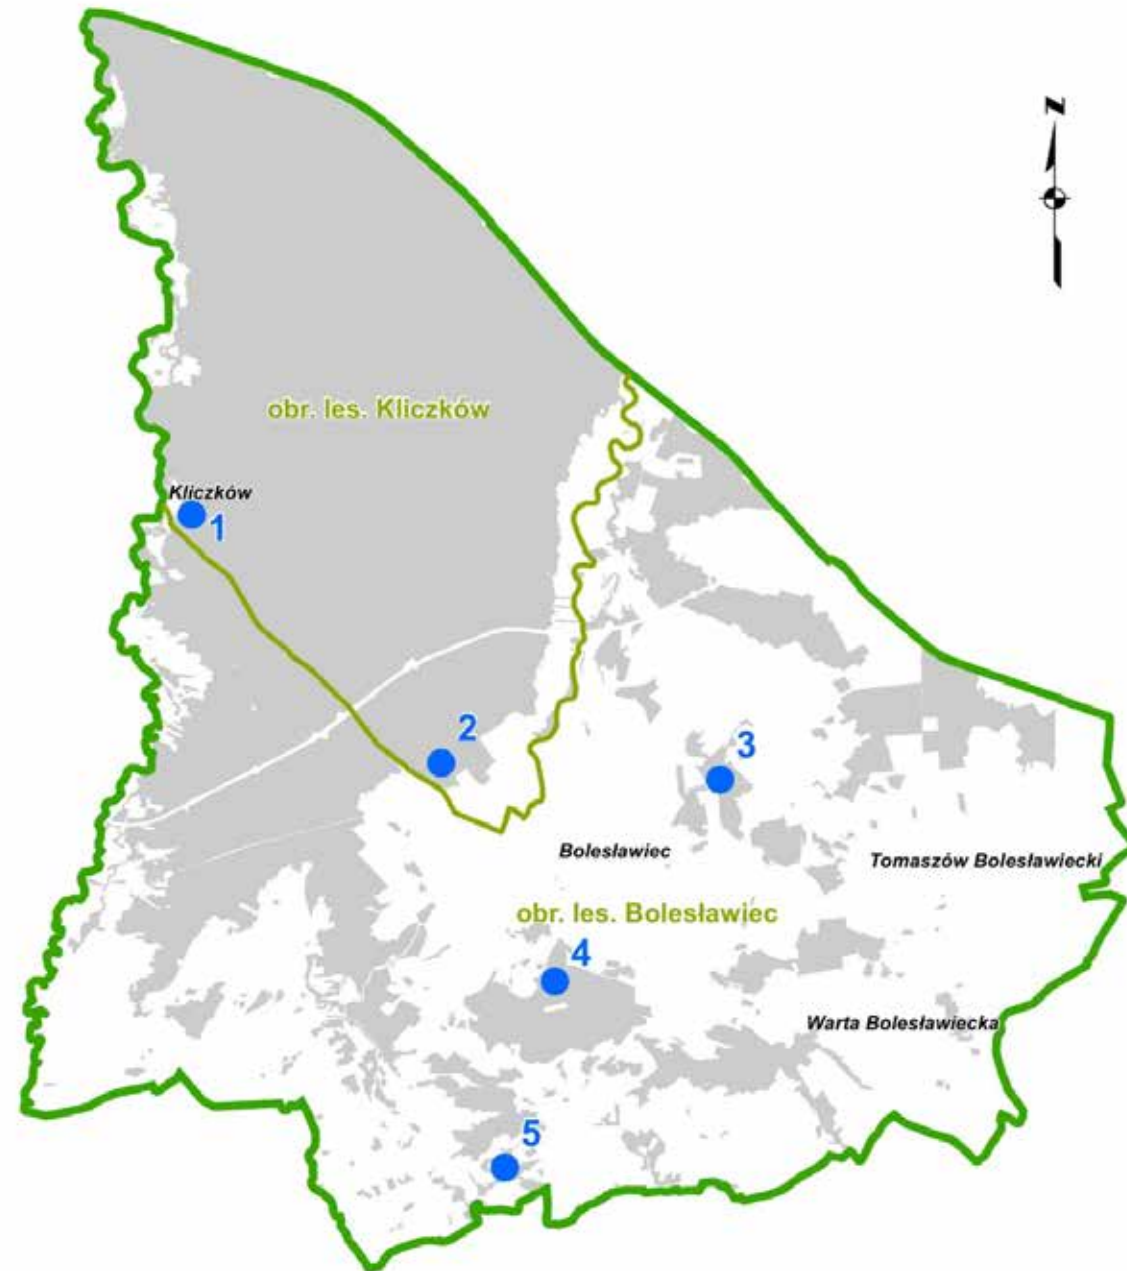 N
obr. les. Kliczków
Kliczków
1
2
3
Bolesławiec
Tomaszów Bolesławiecki
obr. les. Bolesławiec
4
Warta Bolesławiecka
5